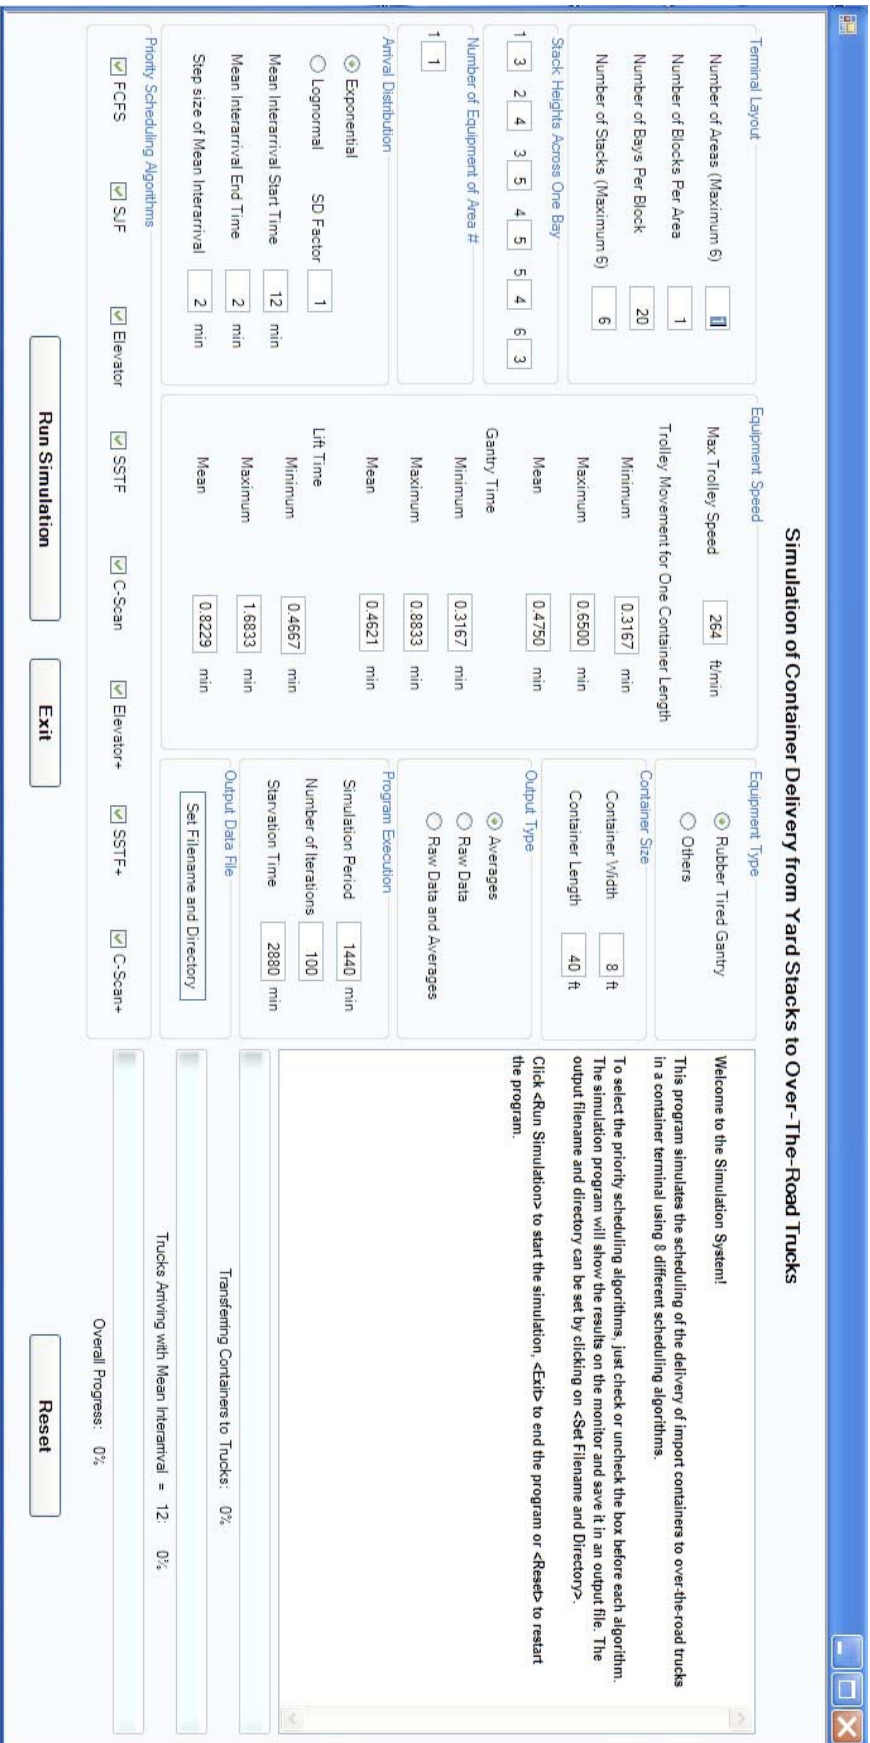 Simulation of Container Delivery from Yard Stacks to Over-The-Road Trucks
Terminal Layout
Number of Areas (Maximum 6) 1
Number of Blocks Per Area 1
Number of Bays Per Block 20
Number of Stacks (Maximum 6) 6
Stack Heights Across One Bay
1 3 2 4 3 5 4 5 5 4 6 3
Number of Equipment of Area #
1 1
Arrival Distribution
Exponential
Lognormal SD Factor 1
Mean Interarrival Start Time 12 min
Mean Interarrival End Time 2 min
Step size of Mean Interarrival 2 min
Equipment Speed
Max Trolley Speed 264 ft/min
Trolley Movement for One Container Length
Minimum 0.3167 min
Maximum 0.6500 min
Mean 0.4750 min
Gantry Time
Minimum 0.3167 min
Maximum 0.8833 min
Mean 0.4621 min
Lift Time
Minimum 0.4667 min
Maximum 1.6833 min
Mean 0.8229 min
Equipment Type
Rubber Tired Gantry
Others
Container Size
Container Width 8 ft
Container Length 40 ft
Output Type
Averages
Raw Data
Raw Data and Averages
Program Execution
Simulation Period 1440 min
Number of Iterations 100
Starvation Time 2880 min
Output Data File
Set Filename and Directory
Welcome to the Simulation System!
This program simulates the scheduling of the delivery of import containers to over-the-road trucks
in a container terminal using 8 different scheduling algorithms.
To select the priority scheduling algorithms, just check or uncheck the box before each algorithm.
The simulation program will show the results on the monitor and save it in an output file. The
output filename and directory can be set by clicking on <Set Filename and Directory>.
Click <Run Simulation> to start the simulation, <Exit> to end the program or <Reset> to restart
the program.
Transferring Containers to Trucks: 0%
Trucks Arriving with Mean Interarrival = 12: 0%
Overall Progress: 0%
Priority Scheduling Algorithms
FCFS SJF Elevator SSTF C-Scan Elevator+ SSTF+ C-Scan+
Run Simulation Exit Reset